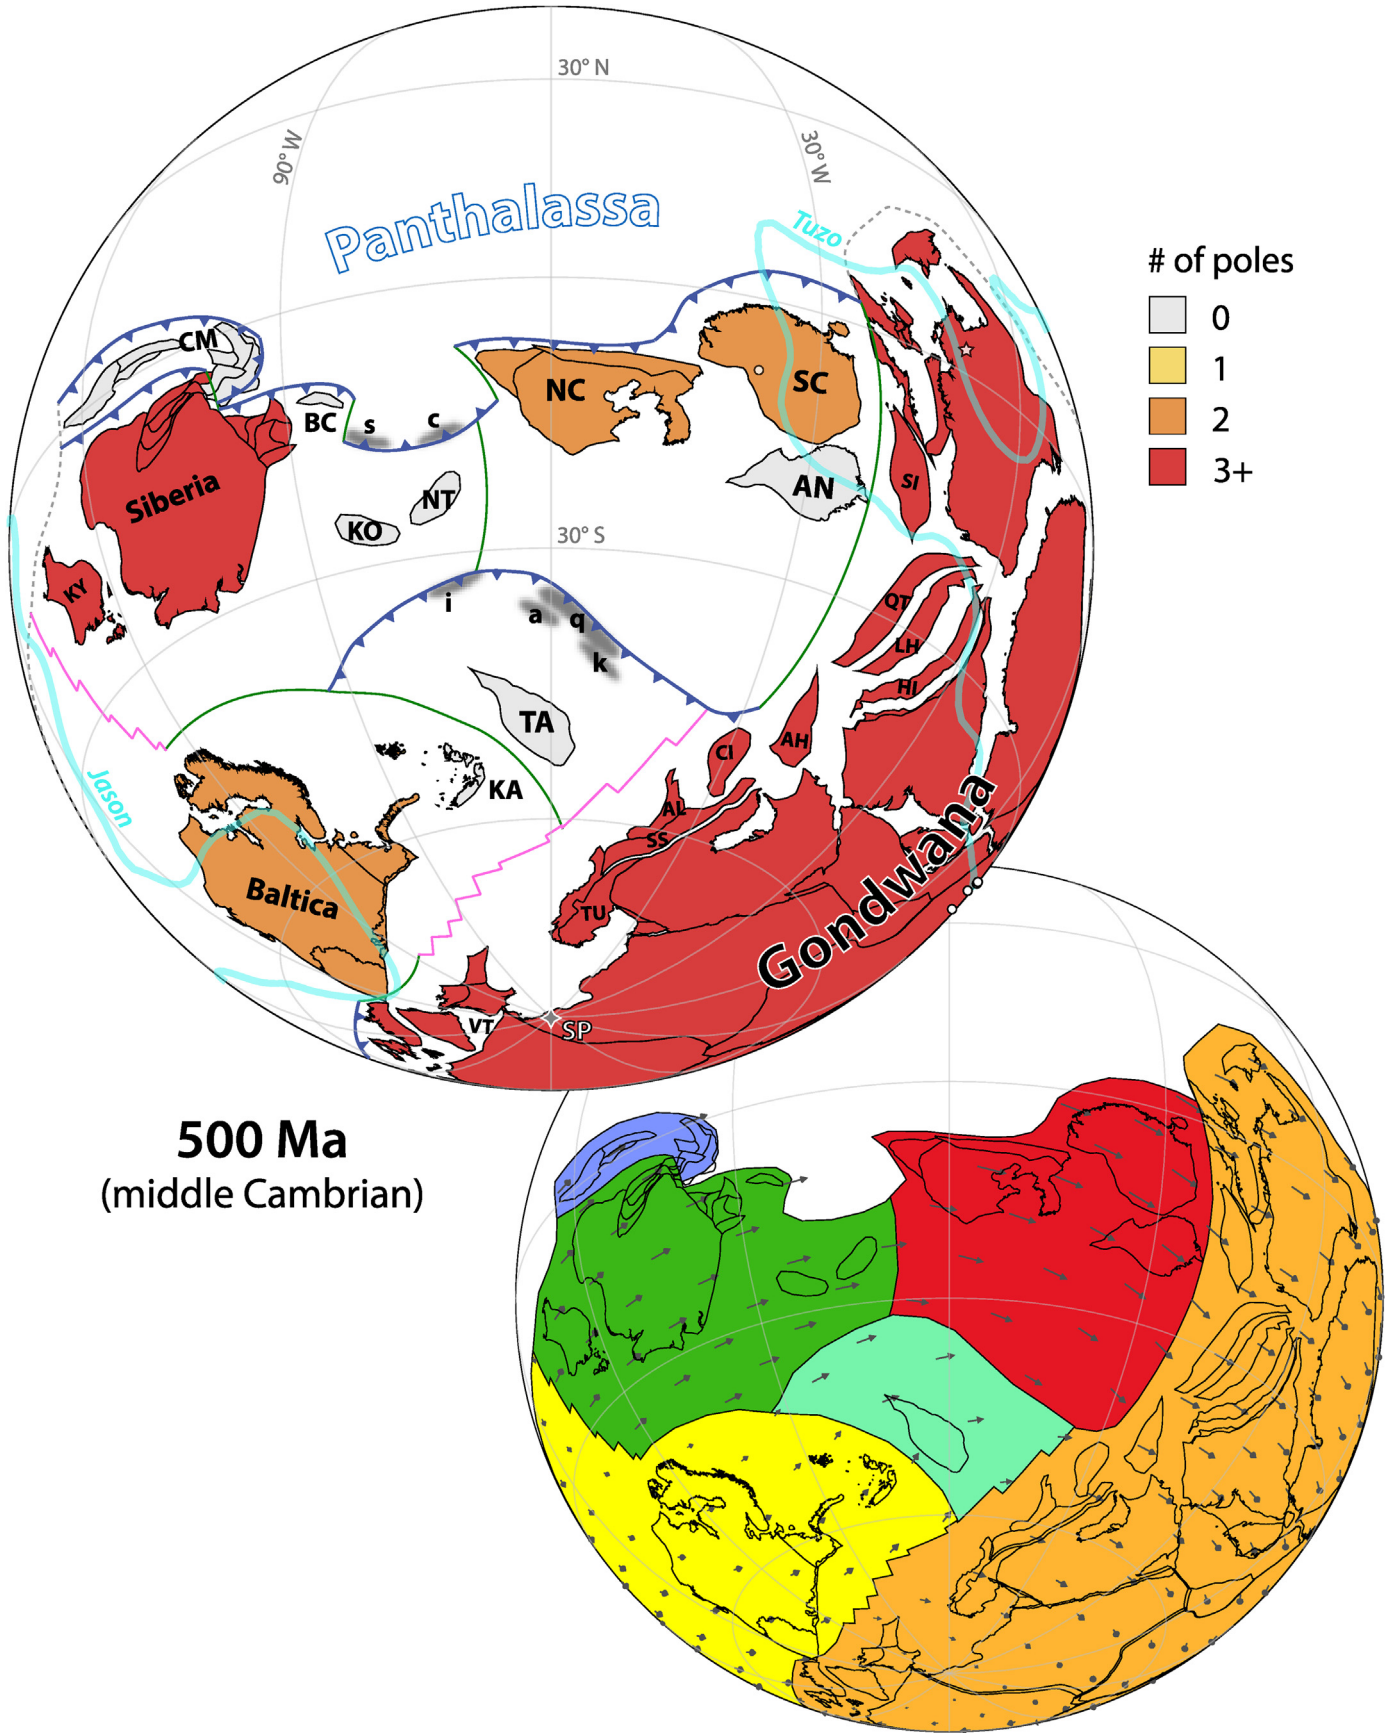 30° N
90° W
30° W
Panthalassa
Tuzo
# of poles
0
1
2
3+
CM
BC
s
c
NC
SC
Siberia
NT
KO
AN
SI
30° S
KY
i
a
q
k
QT
LH
HI
TA
CI
AH
KA
AL
SS
Jason
Baltica
TU
Gondwana
VT
SP
500 Ma
(middle Cambrian)